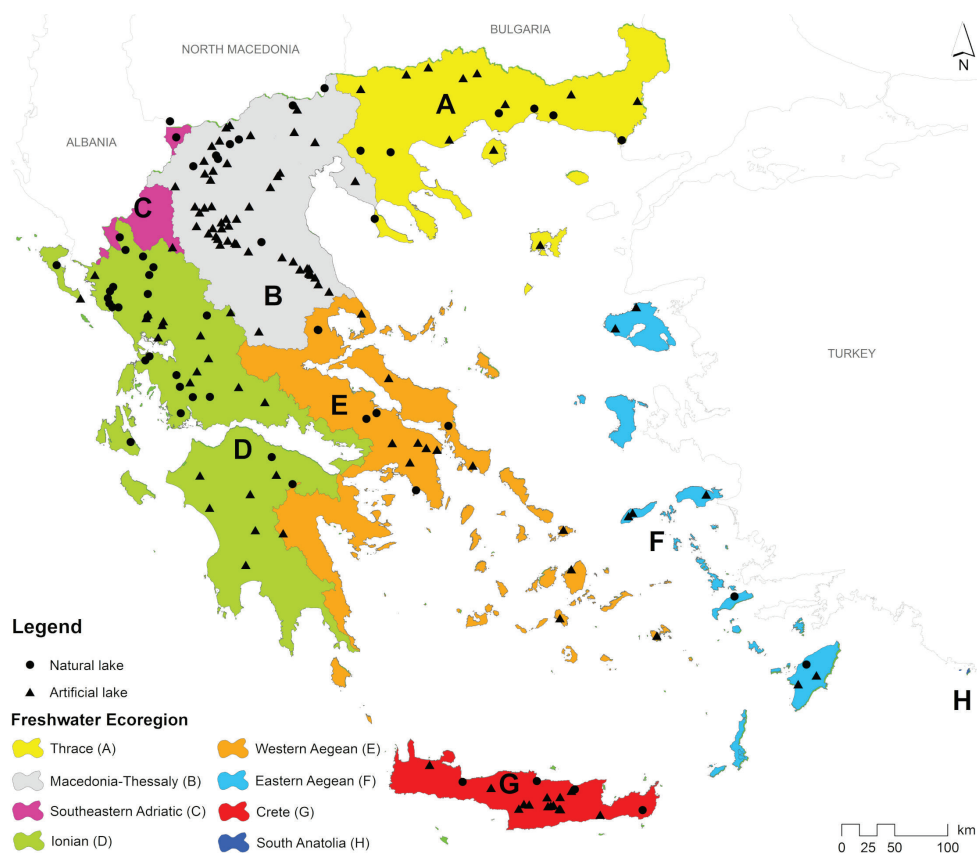 BULGARIA
NORTH MACEDONIA
N
A
ALBANIA
C
B
TURKEY
E
D
F
H
G
Legend
Natural lake
Artificial lake
Freshwater Ecoregion
Thrace (A)
Macedonia-Thessaly (B)
Southeastern Adriatic (C)
Ionian (D)
Western Aegean (E)
Eastern Aegean (F)
Crete (G)
South Anatolia (H)
km
0 25 50 100